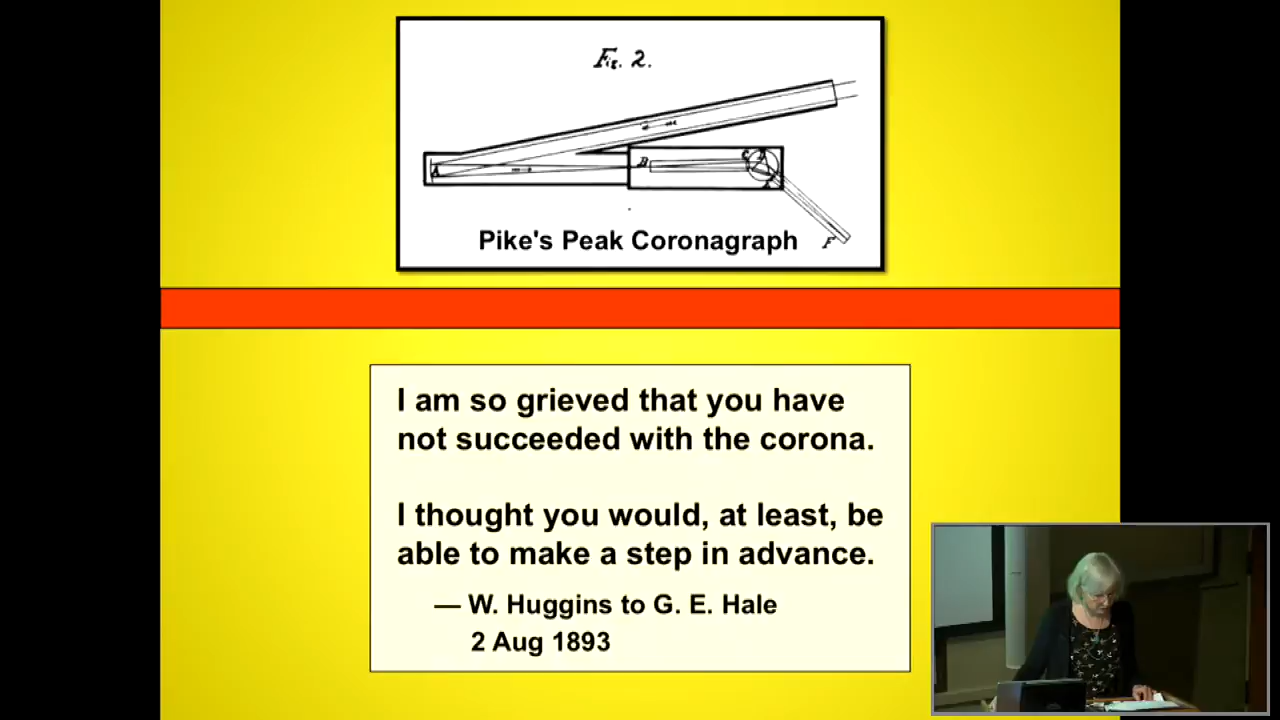 Fig. 2.
A
B
C
D
F
Pike's Peak Coronagraph
I am so grieved that you have
not succeeded with the corona.
I thought you would, at least, be
able to make a step in advance.
— W. Huggins to G. E. Hale
2 Aug 1893